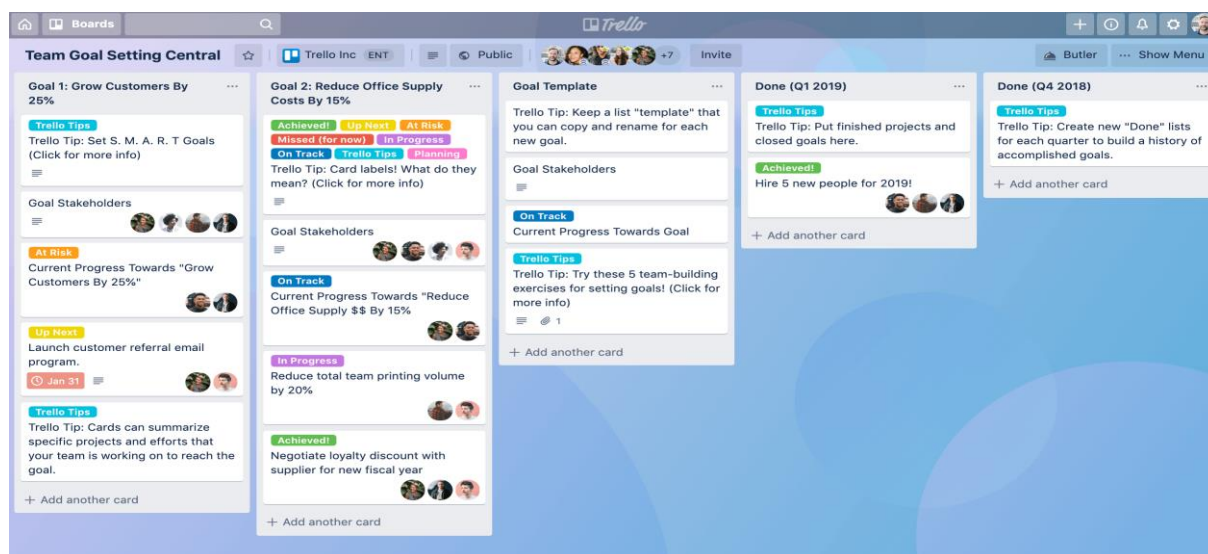 Boards
Trello
Team Goal Setting Central
Trello Inc ENT
Public
+7
Invite
Butler
... Show Menu
Goal 1: Grow Customers By
25%
Trello Tips
Trello Tip: Set S. M. A. R. T Goals
(Click for more info)
Goal Stakeholders
At Risk
Current Progress Towards "Grow
Customers By 25%"
Up Next
Launch customer referral email
program.
Jan 31
Trello Tips
Trello Tip: Cards can summarize
specific projects and efforts that
your team is working on to reach the
goal.
+ Add another card
Goal 2: Reduce Office Supply
Costs By 15%
Achieved! Up Next At Risk
Missed (for now) In Progress
On Track Trello Tips Planning
Trello Tip: Card labels! What do they
mean? (Click for more info)
Goal Stakeholders
On Track
Current Progress Towards "Reduce
Office Supply $$ By 15%
In Progress
Reduce total team printing volume
by 20%
Achieved!
Negotiate loyalty discount with
supplier for new fiscal year
+ Add another card
Goal Template
Trello Tip: Keep a list "template" that
you can copy and rename for each
new goal.
Goal Stakeholders
On Track
Current Progress Towards Goal
Trello Tips
Trello Tip: Try these 5 team-building
exercises for setting goals! (Click for
more info)
1
+ Add another card
Done (Q1 2019)
Trello Tips
Trello Tip: Put finished projects and
closed goals here.
Achieved!
Hire 5 new people for 2019!
+ Add another card
Done (Q4 2018)
Trello Tips
Trello Tip: Create new "Done" lists
for each quarter to build a history of
accomplished goals.
+ Add another card